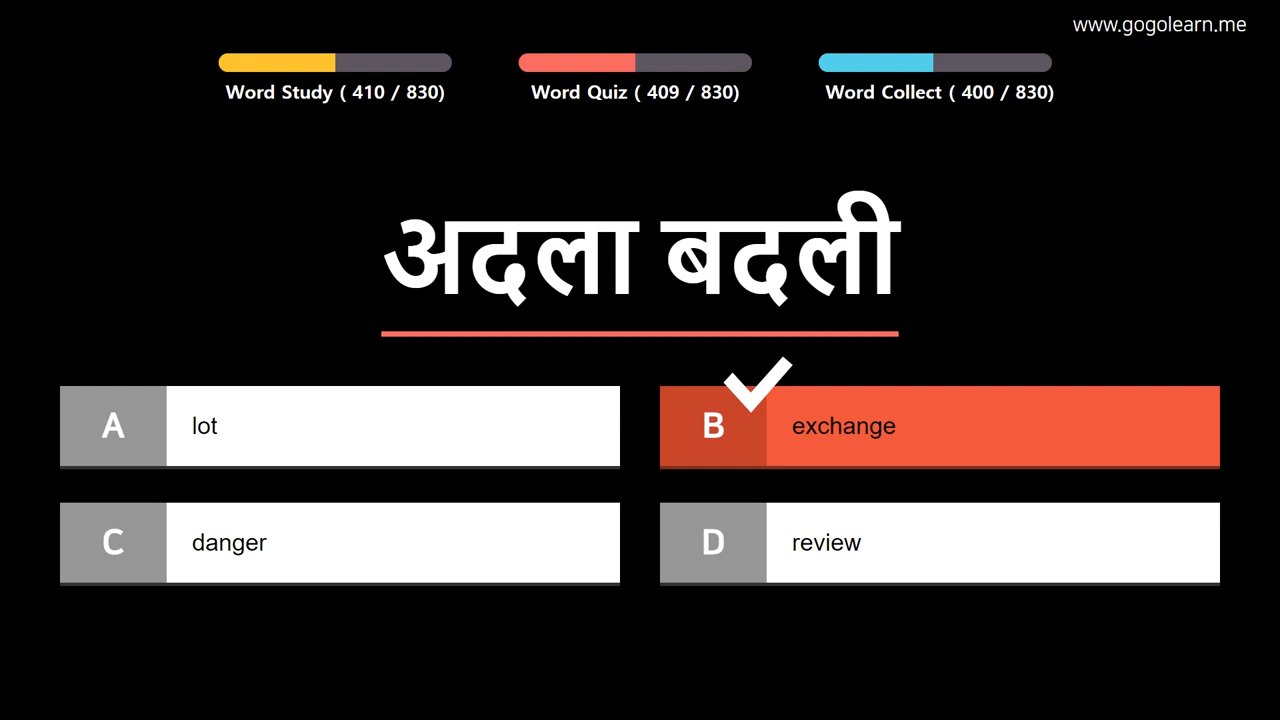 www.gogolearn.me
Word Study ( 410 / 830)
Word Quiz ( 409 / 830)
Word Collect ( 400 / 830)
अदला बदली
A lot
B exchange
C danger
D review